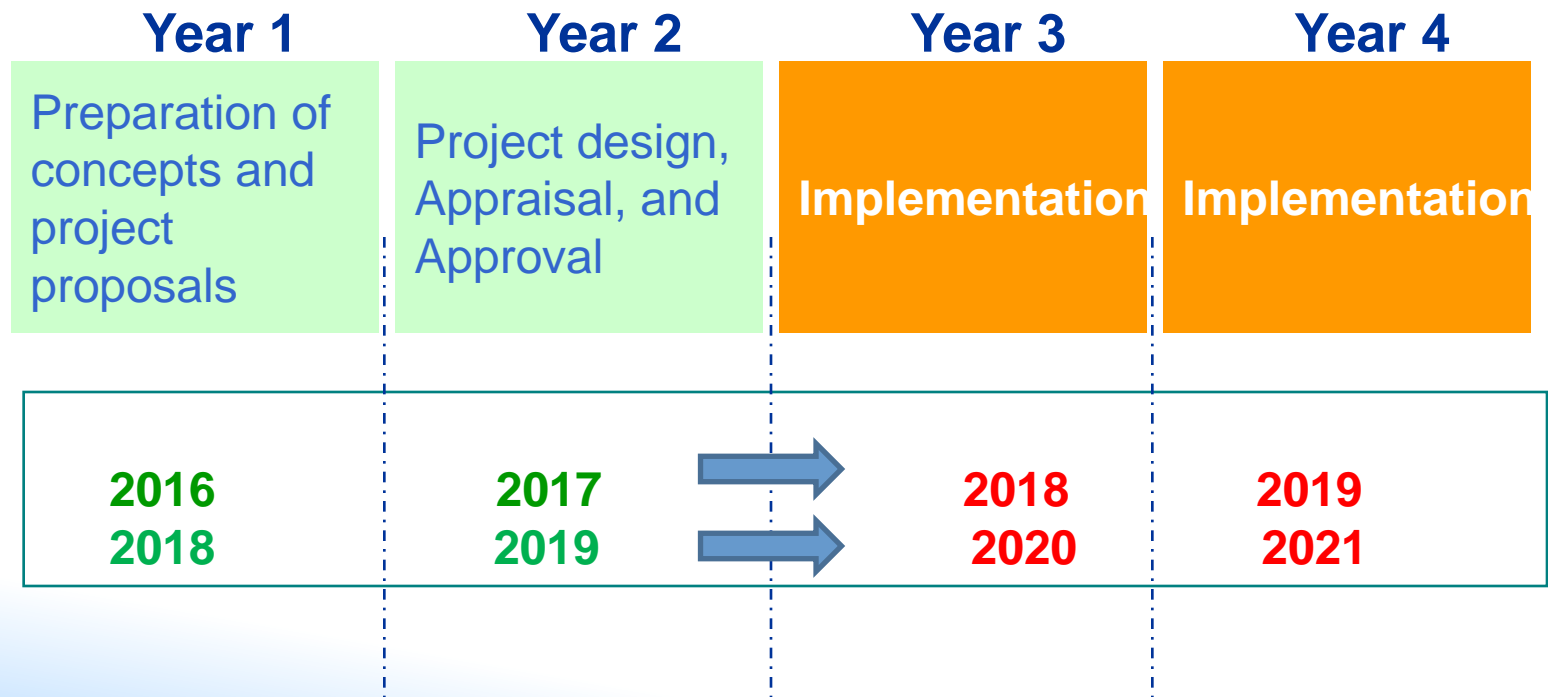 Year 1 Year 2 Year 3 Year 4
Preparation of
concepts and
project
proposals
Project design,
Appraisal, and
Approval
Implementation
Implementation
2016 2017 2018 2019
2018 2019 2020 2021